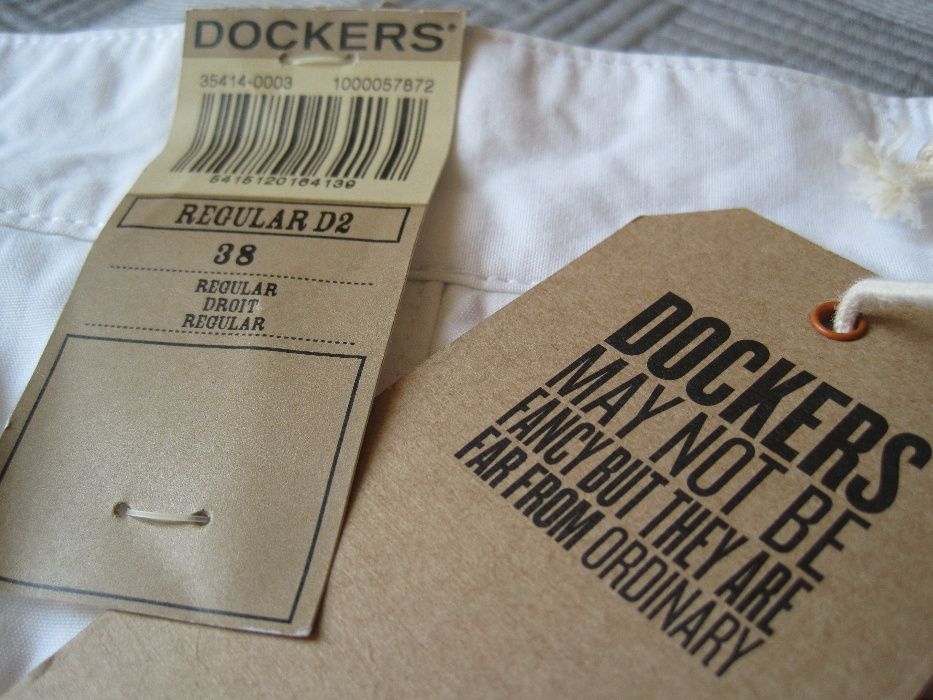 DOCKERS®
35414-0003 1000057872
5415120164139
REGULAR D2
38
REGULAR
DROIT
REGULAR
DOCKERS
MAY NOT BE
FANCY BUT THEY ARE
FAR FROM ORDINARY